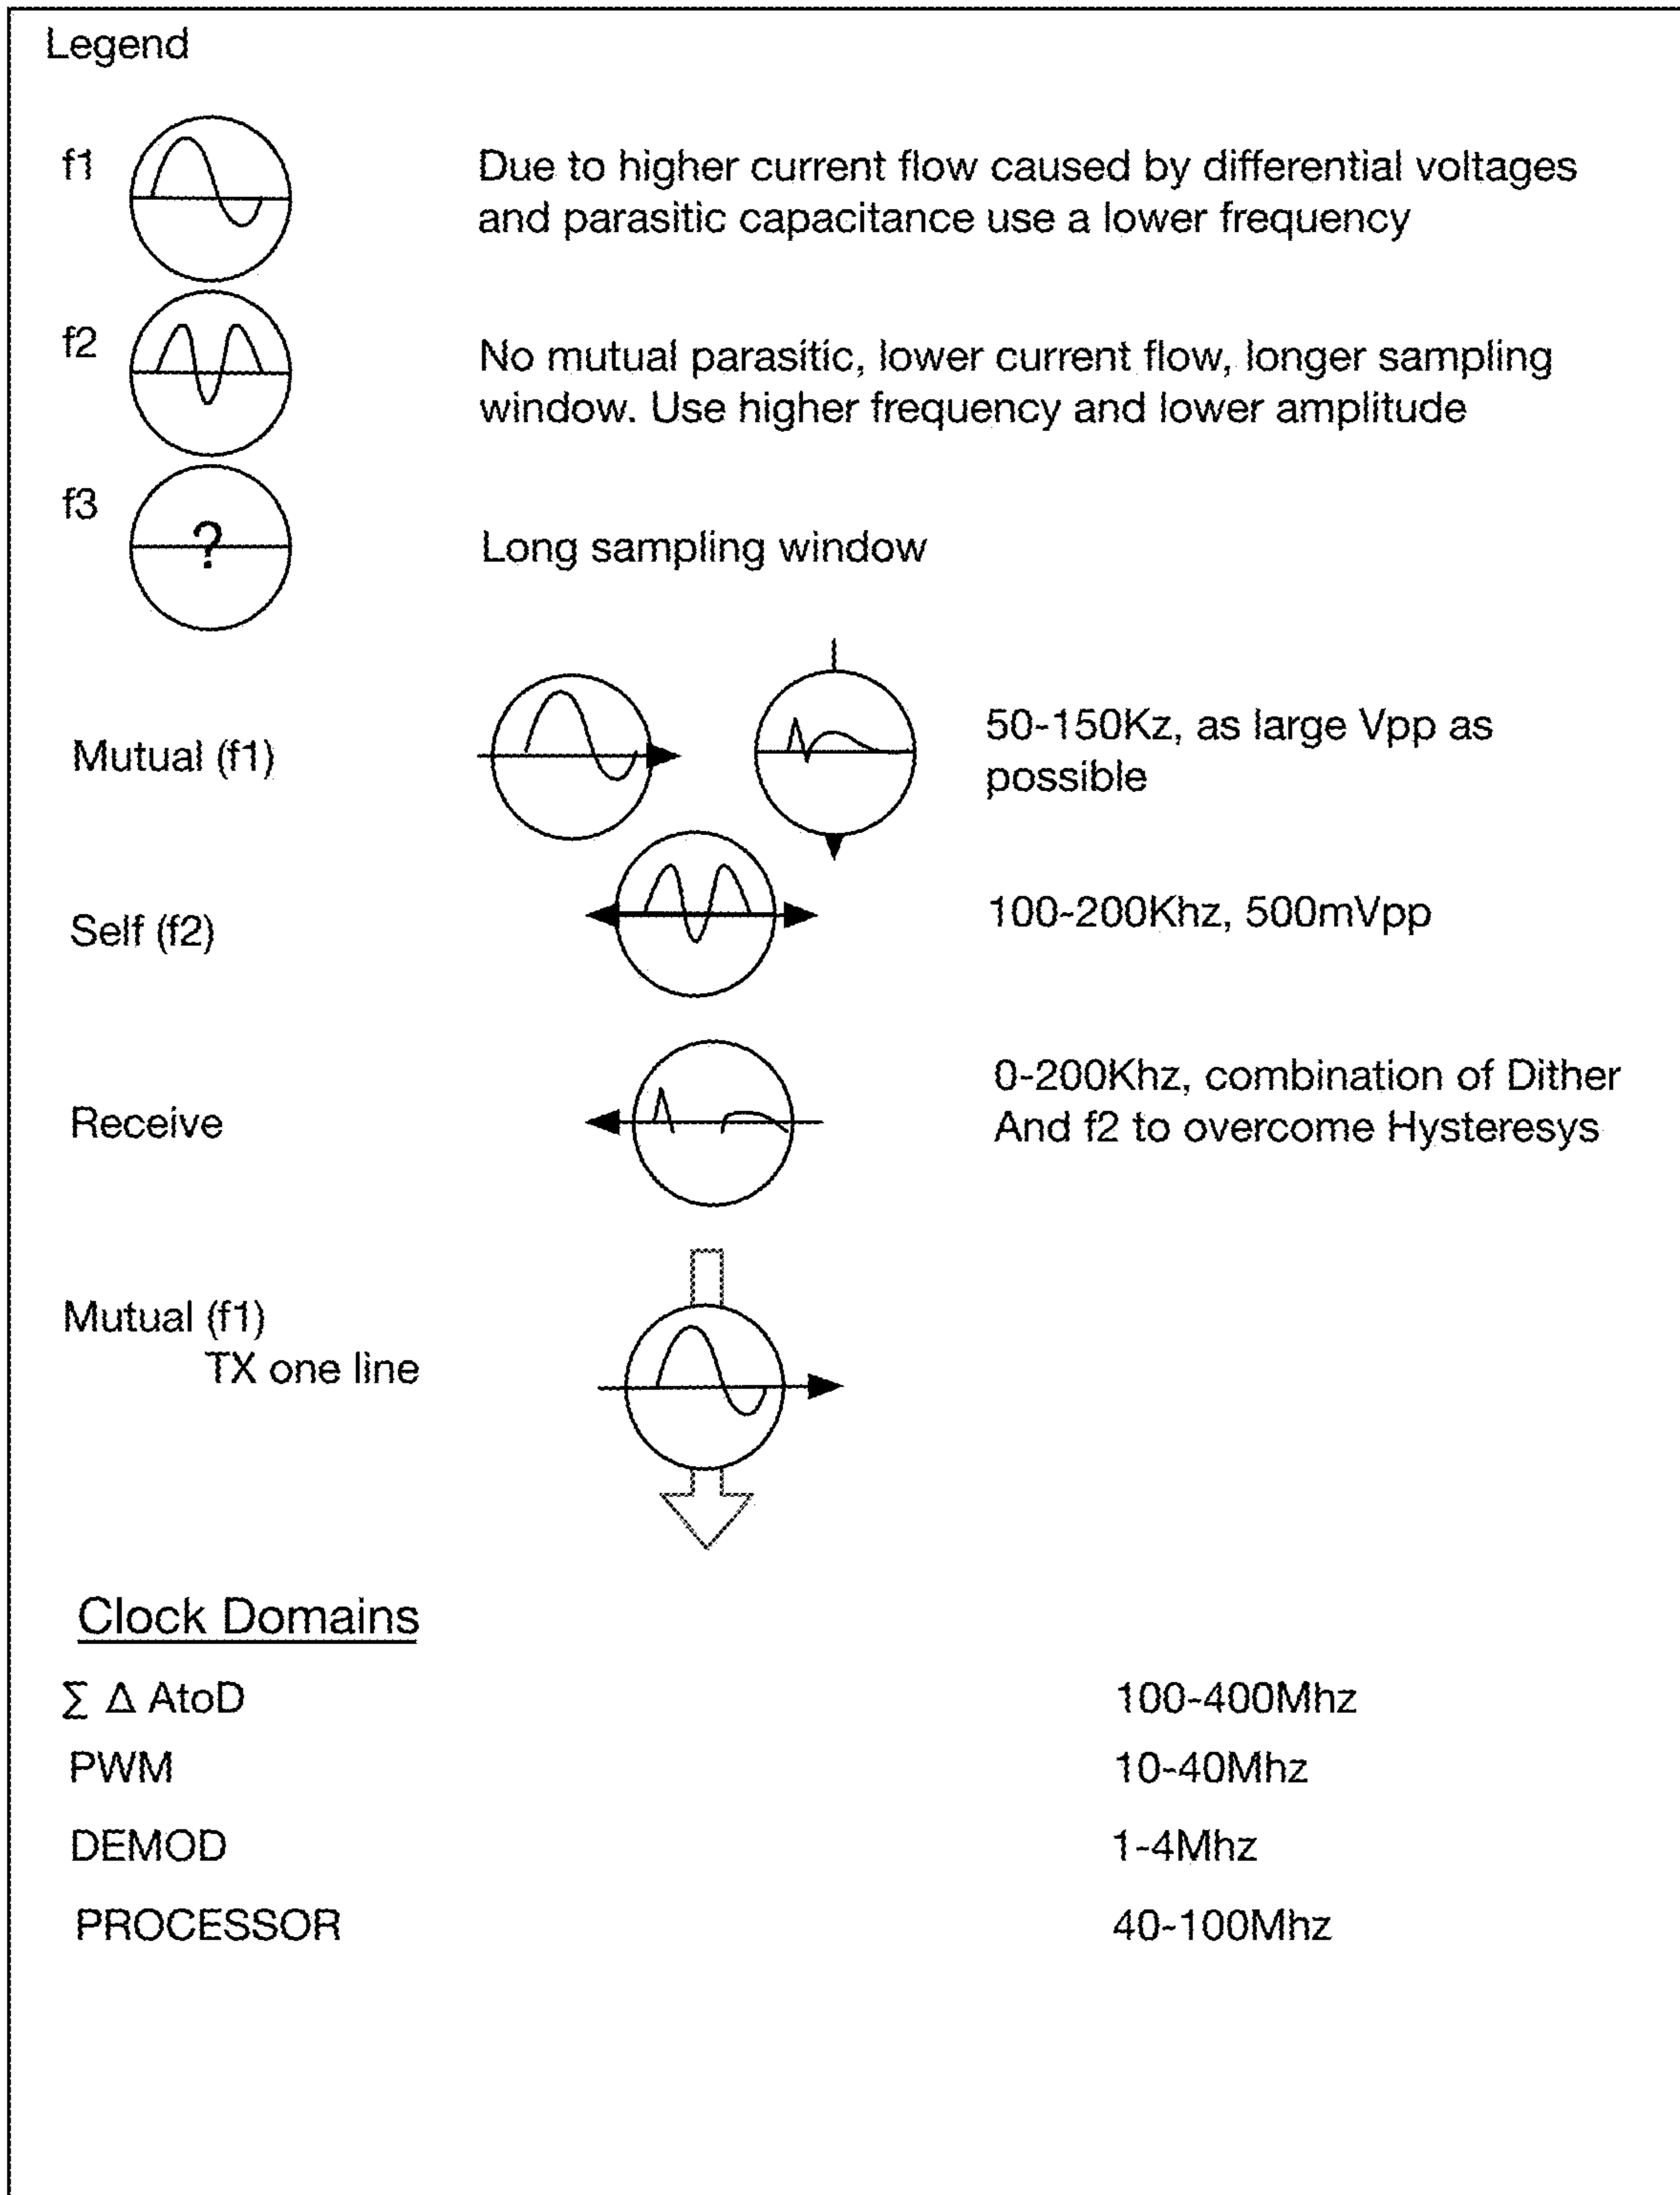 Legend
f1
Due to higher current flow caused by differential voltages
and parasitic capacitance use a lower frequency
f2
No mutual parasitic, lower current flow, longer sampling
window. Use higher frequency and lower amplitude
f3
?
Long sampling window
Mutual (f1)
50-150Kz, as large Vpp as
possible
Self (f2)
100-200Khz, 500mVpp
Receive
0-200Khz, combination of Dither
And f2 to overcome Hysteresys
Mutual (f1)
TX one line
Clock Domains
∑ Δ AtoD 100-400Mhz
PWM 10-40Mhz
DEMOD 1-4Mhz
PROCESSOR 40-100Mhz